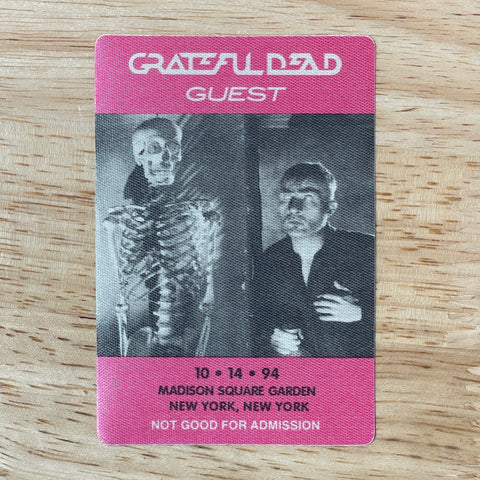 GRATEFUL DEAD
GUEST
10 • 14 • 94
MADISON SQUARE GARDEN
NEW YORK, NEW YORK
NOT GOOD FOR ADMISSION